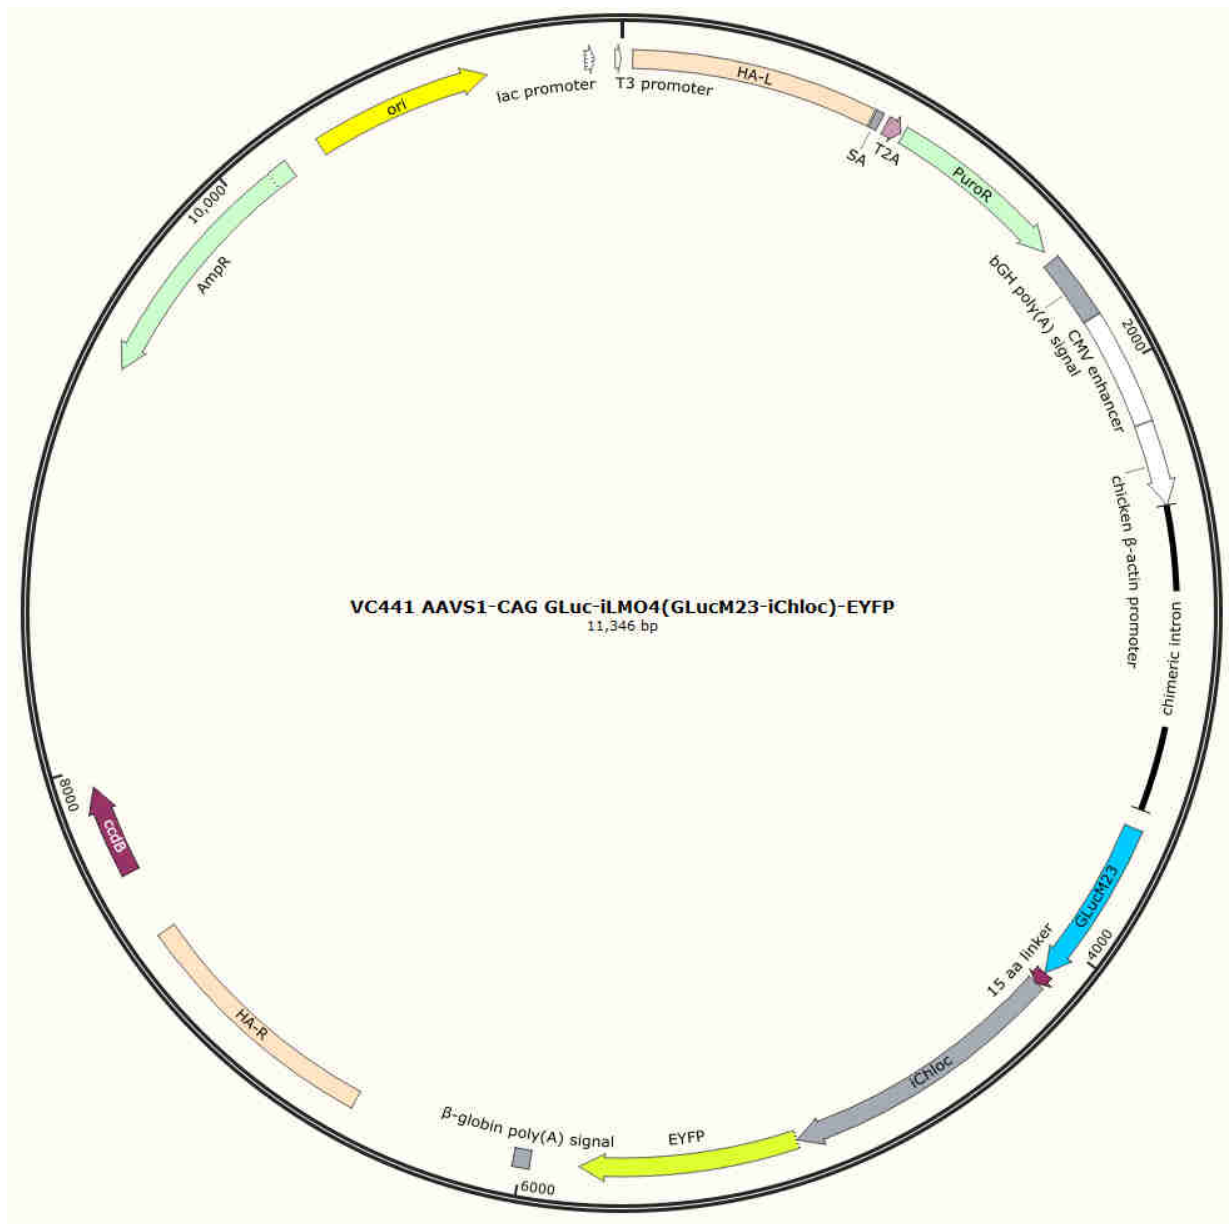 lac promoter
T3 promoter
HA-L
SA
T2A
PuroR
bGH poly(A) signal
2000
CMV enhancer
chicken β-actin promoter
chimeric intron
GLucM23
4000
15 aa linker
iChloc
EYFP
β-globin poly(A) signal
6000
HA-R
ccdB
8000
AmpR
10,000
ori
VC441 AAVS1-CAG GLuc-iLMO4(GLucM23-iChloc)-EYFP
11,346 bp